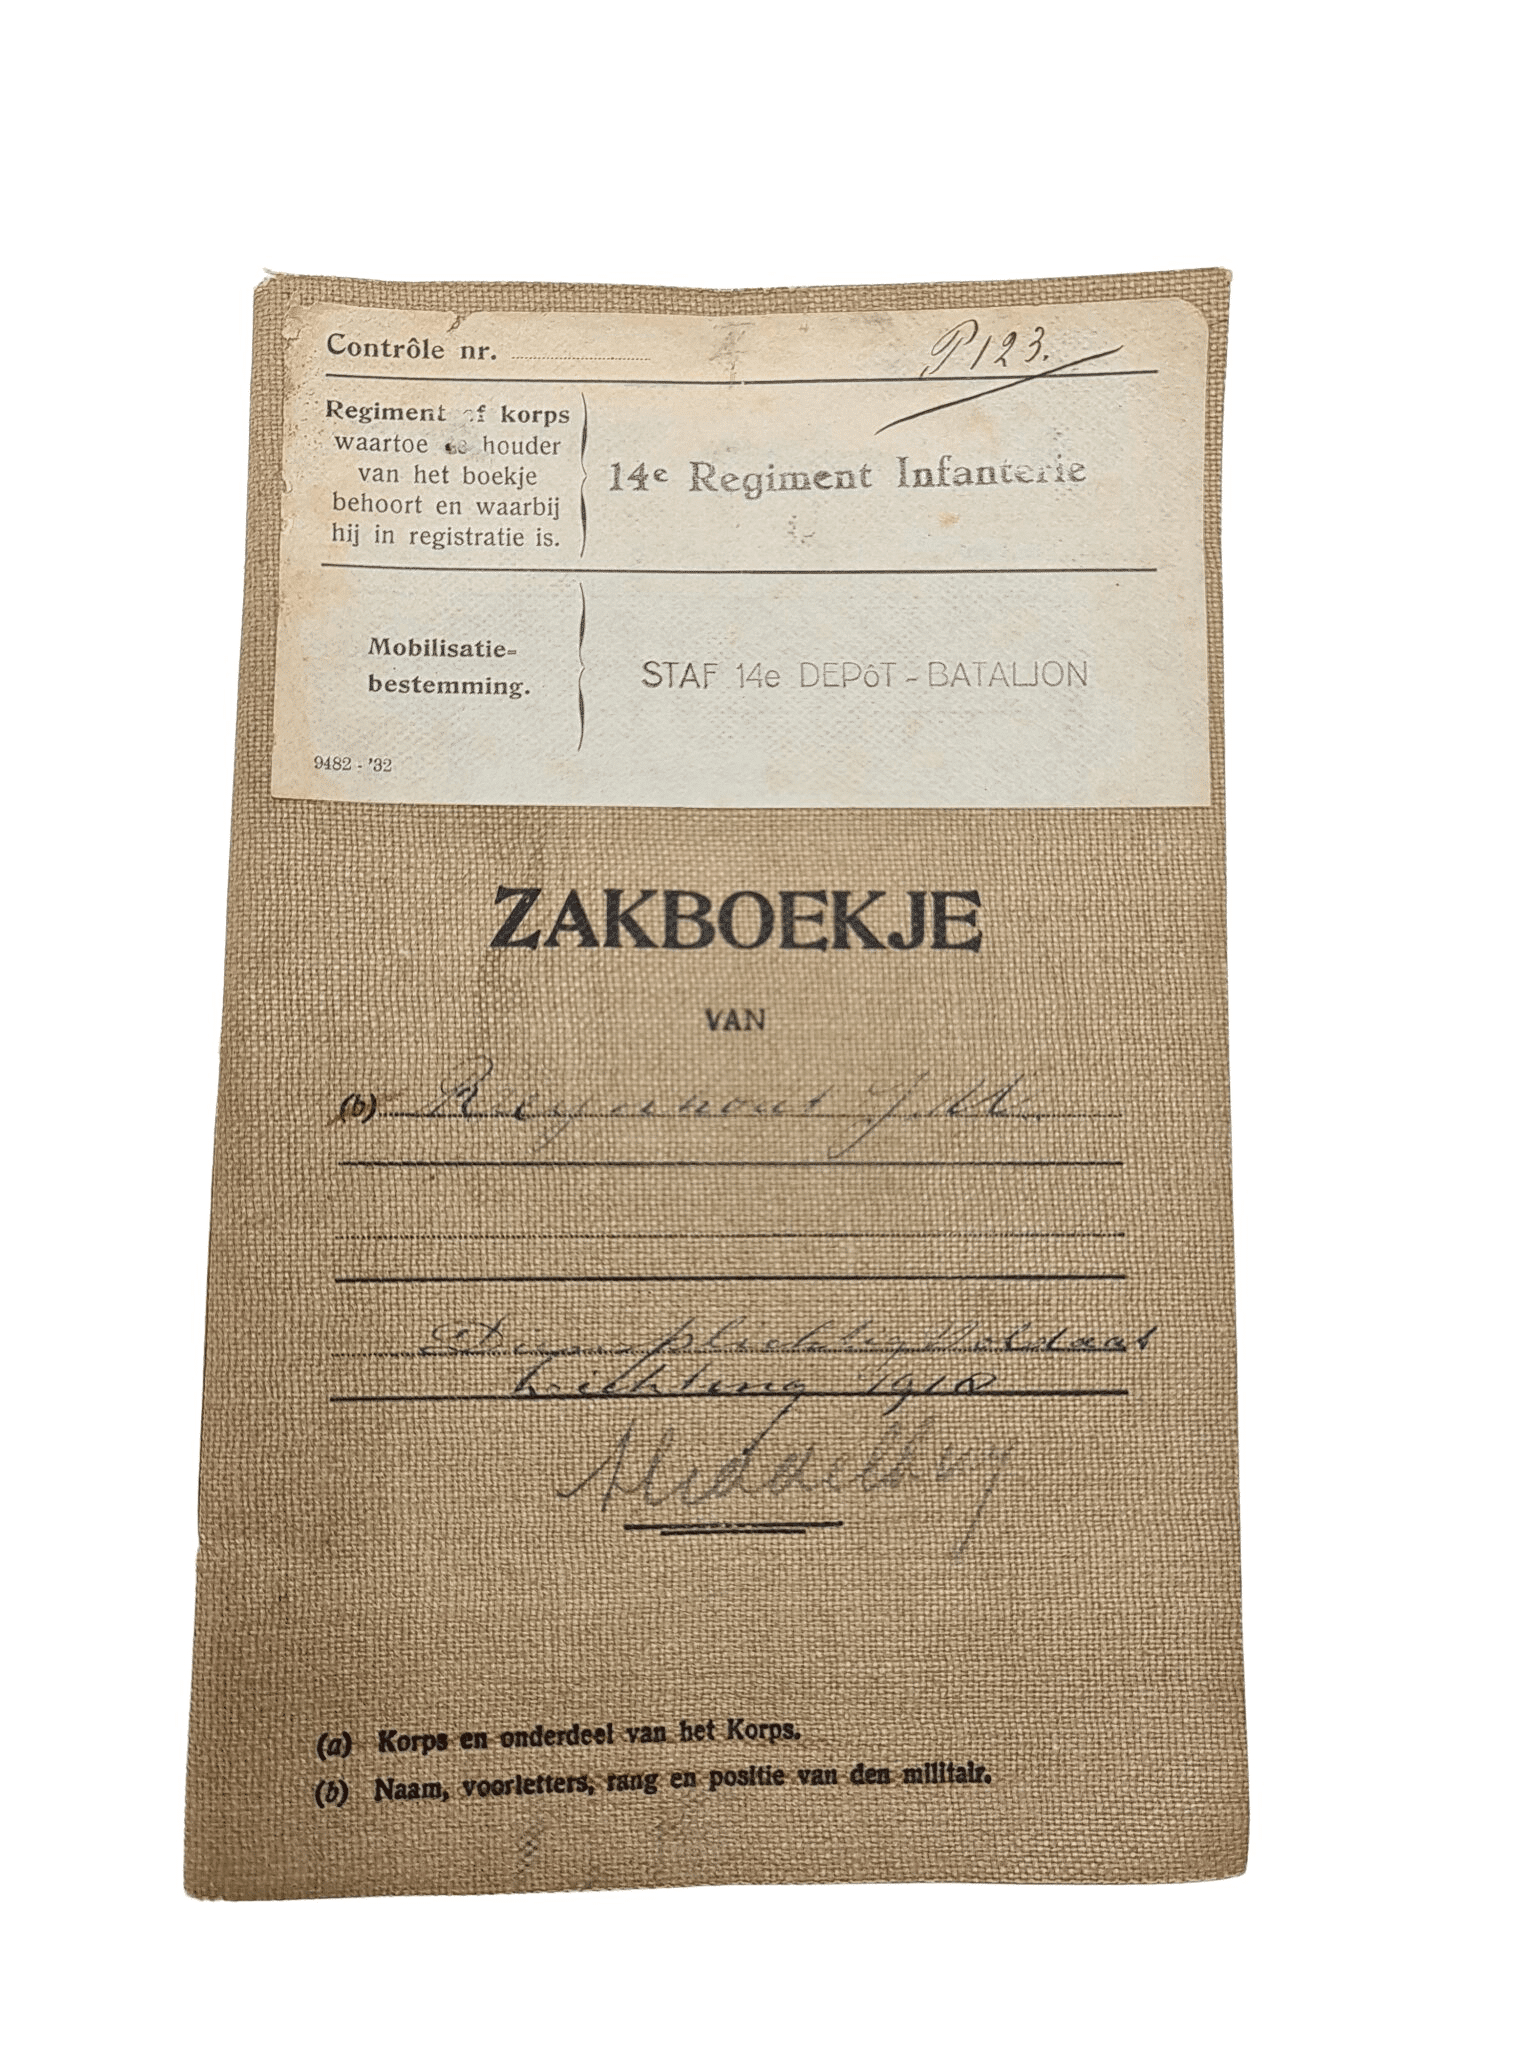 Contrôle nr.
P 123.
Regiment of korps
waartoe de houder
van het boekje
behoort en waarbij
hij in registratie is.
14e Regiment Infanterie
Mobilisatie-
bestemming.
STAF 14e DEPôT-BATALJON
9482 - '32
ZAKBOEKJE
VAN
(b) J. M.
Dienstplichtig Soldaat
Lichting 1918
Middelburg
(a) Korps en onderdeel van het Korps.
(b) Naam, voorletters, rang en positie van den militair.